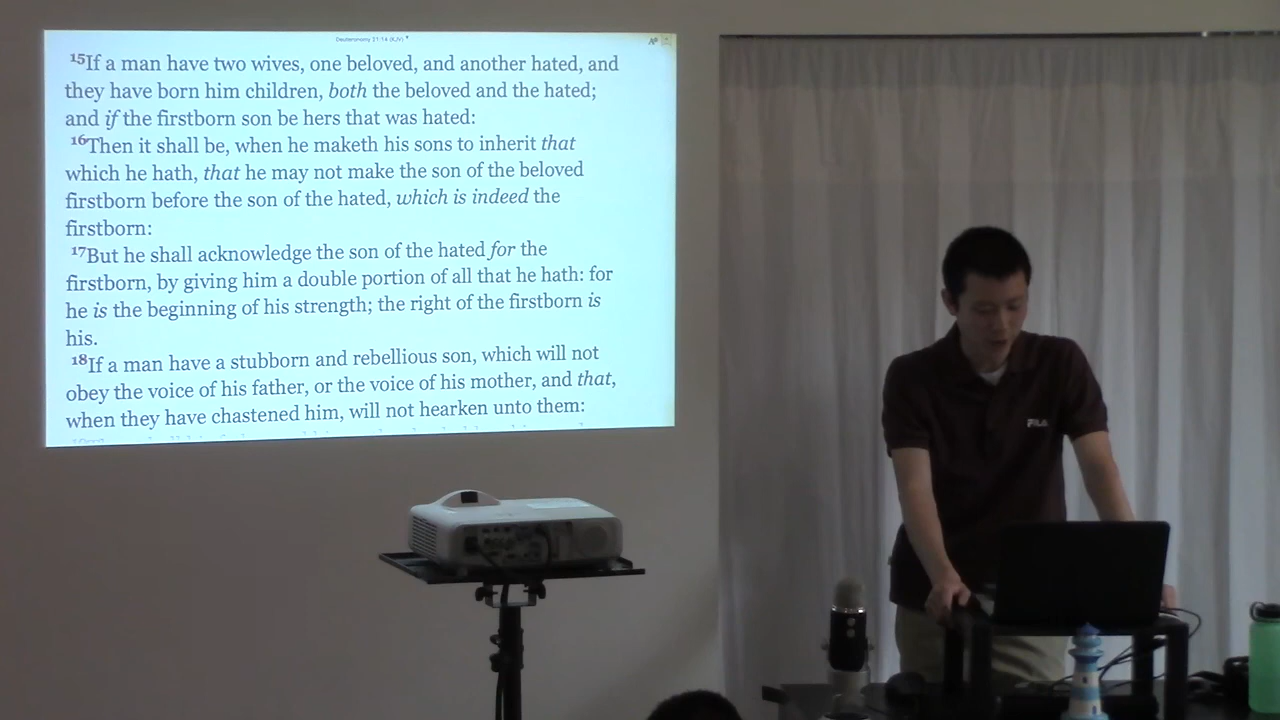 Deuteronomy 21:14 (KJV)
¹⁵If a man have two wives, one beloved, and another hated, and
they have born him children, both the beloved and the hated;
and if the firstborn son be hers that was hated:
¹⁶Then it shall be, when he maketh his sons to inherit that
which he hath, that he may not make the son of the beloved
firstborn before the son of the hated, which is indeed the
firstborn:
¹⁷But he shall acknowledge the son of the hated for the
firstborn, by giving him a double portion of all that he hath: for
he is the beginning of his strength; the right of the firstborn is
his.
¹⁸If a man have a stubborn and rebellious son, which will not
obey the voice of his father, or the voice of his mother, and that,
when they have chastened him, will not hearken unto them:
FILA